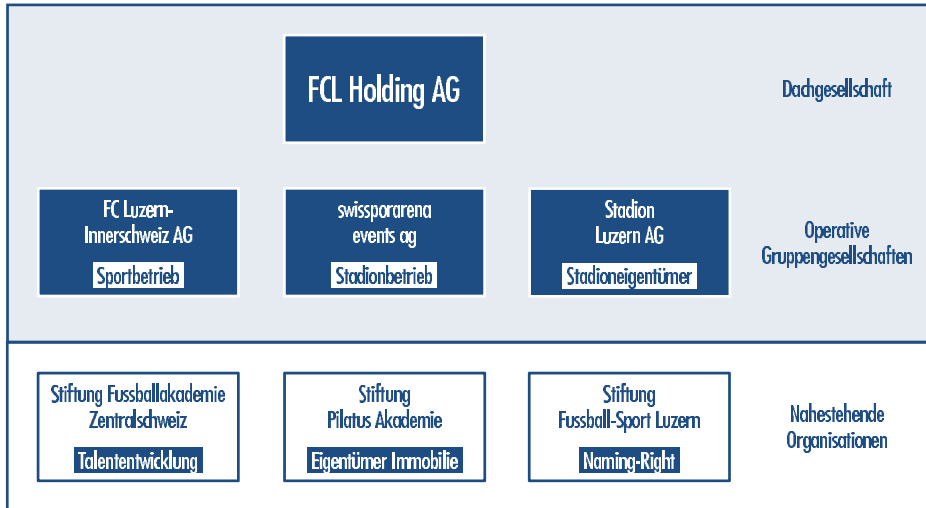 FCL Holding AG
Dachgesellschaft
FC Luzern-
Innerschweiz AG
Sportbetrieb
swissporarena
events ag
Stadionbetrieb
Stadion
Luzern AG
Stadioneigentümer
Operative
Gruppengesellschaften
Stiftung Fussballakademie
Zentralschweiz
Talententwicklung
Stiftung
Pilatus Akademie
Eigentümer Immobilie
Stiftung
Fussball-Sport Luzern
Naming-Right
Nahestehende
Organisationen